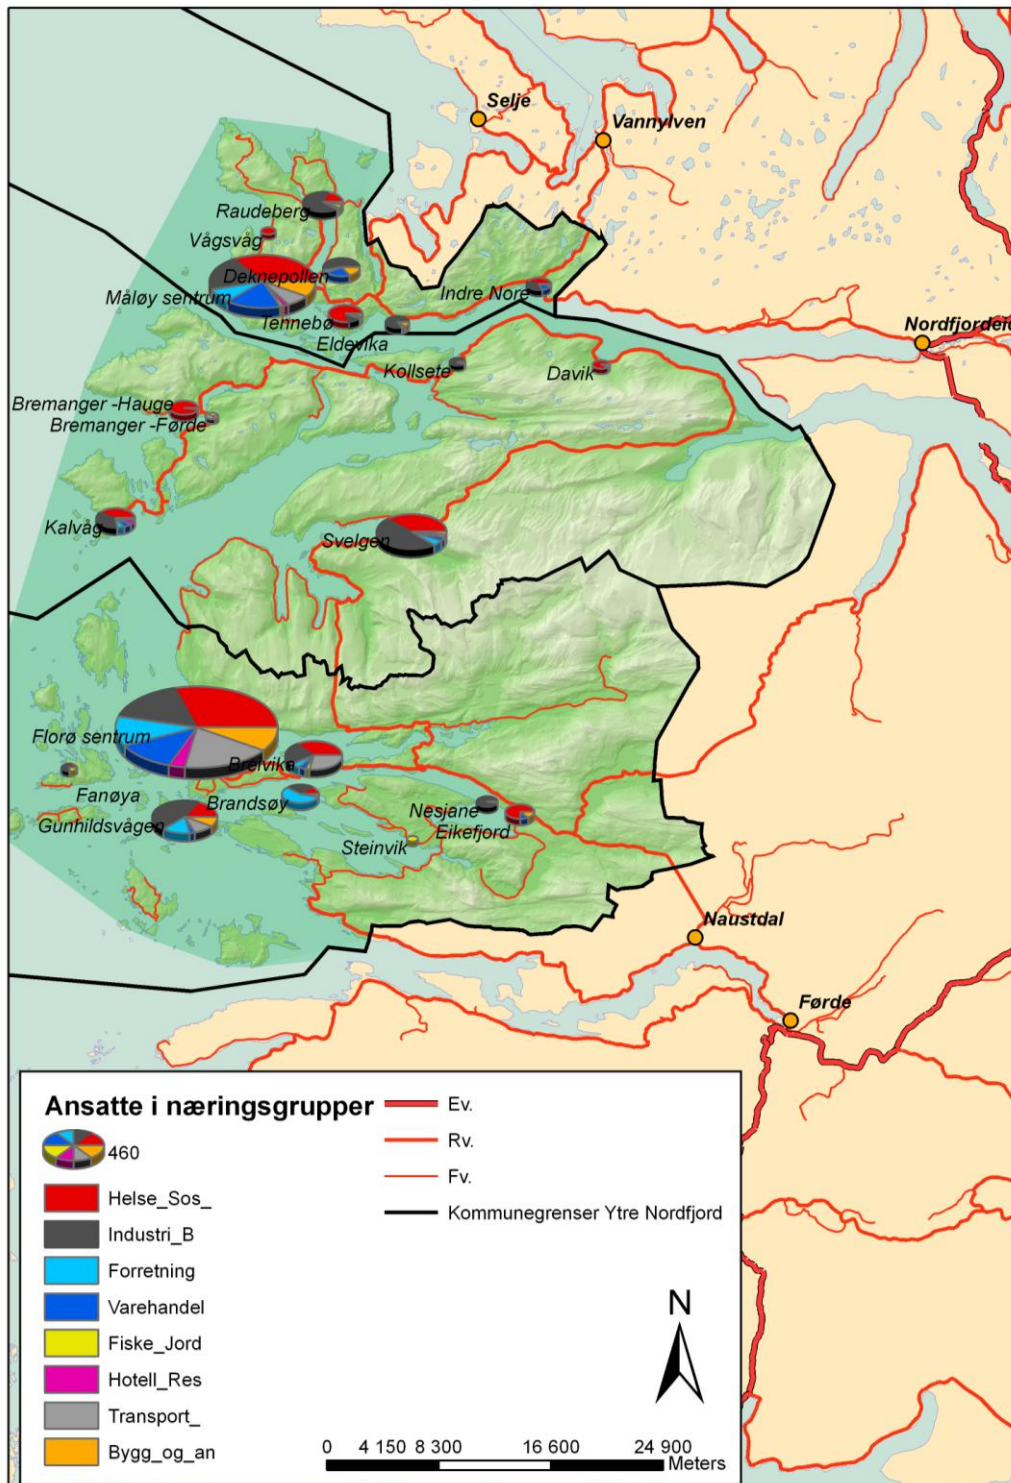 Selje
Vannylven
Raudeberg
Vågsvåg
Deknepollen
Måløy sentrum
Indre Nore
Tennebø
Eldevika
Nordfjordeid
Kollsete
Davik
Bremanger -Hauge
Bremanger -Førde
Kalvåg
Svelgen
Florø sentrum
Breivika
Fanøya
Brandsøy
Gunhildsvågen
Nesjane
Eikefjord
Steinvik
Naustdal
Førde
Ansatte i næringsgrupper
460
Helse_Sos_
Industri_B
Forretning
Varehandel
Fiske_Jord
Hotell_Res
Transport_
Bygg_og_an
Ev.
Rv.
Fv.
Kommunegrenser Ytre Nordfjord
N
0 4 150 8 300 16 600 24 900
Meters